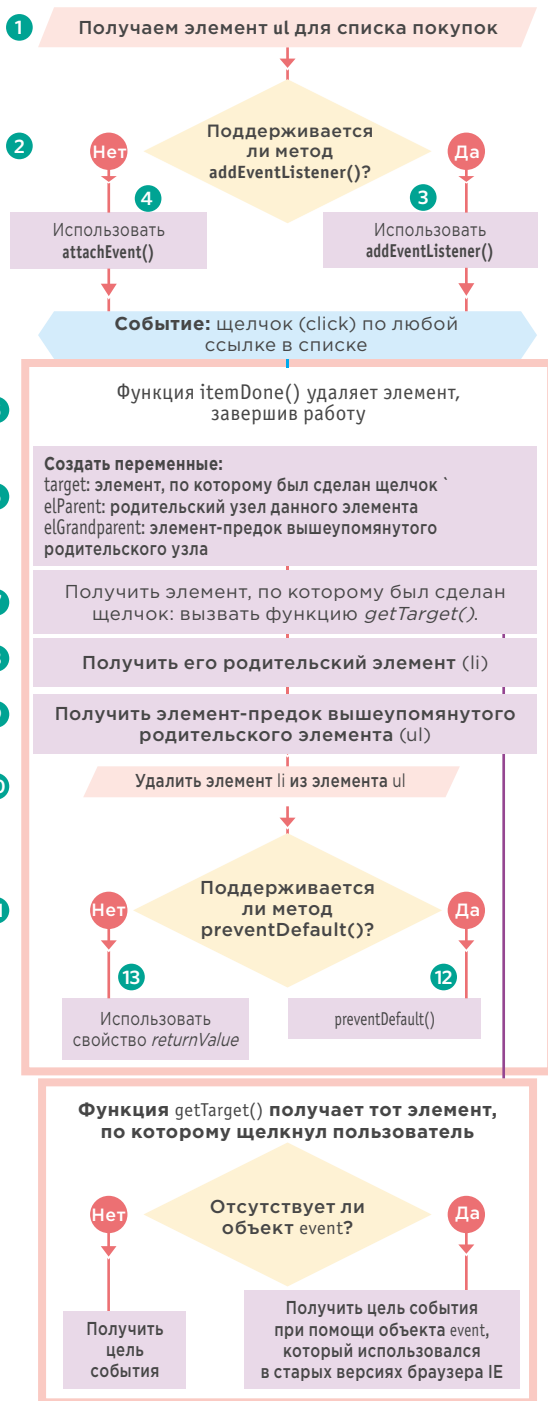 1
Получаем элемент ul для списка покупок
2
Нет
Поддерживается
ли метод
addEventListener()?
Да
4
3
Использовать
attachEvent()
Использовать
addEventListener()
Событие: щелчок (click) по любой
ссылке в списке
Функция itemDone() удаляет элемент,
завершив работу
Создать переменные:
target: элемент, по которому был сделан щелчок `
elParent: родительский узел данного элемента
elGrandparent: элемент-предок вышеупомянутого
родительского узла
Получить элемент, по которому был сделан
щелчок: вызвать функцию getTarget().
Получить его родительский элемент (li)
Получить элемент-предок вышеупомянутого
родительского элемента (ul)
0
Удалить элемент li из элемента ul
1
Нет
Поддерживается
ли метод
preventDefault()?
Да
13
12
Использовать
свойство returnValue
preventDefault()
Функция getTarget() получает тот элемент,
по которому щелкнул пользователь
Нет
Отсутствует ли
объект event?
Да
Получить
цель
события
Получить цель события
при помощи объекта event,
который использовался
в старых версиях браузера IE